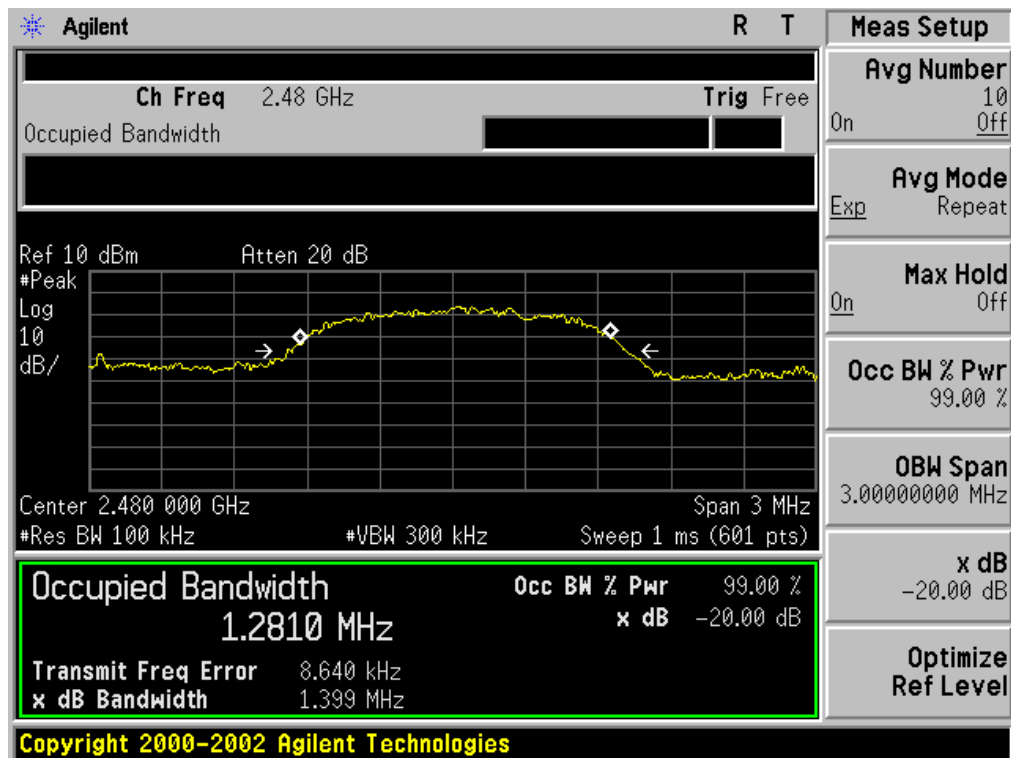 Agilent R T
Ch Freq 2.48 GHz Trig Free
Occupied Bandwidth
Ref 10 dBm Atten 20 dB
#Peak
Log
10
dB/
Center 2.480 000 GHz Span 3 MHz
#Res BW 100 kHz #VBW 300 kHz Sweep 1 ms (601 pts)
Occupied Bandwidth Occ BW % Pwr 99.00 %
1.2810 MHz x dB -20.00 dB
Transmit Freq Error 8.640 kHz
x dB Bandwidth 1.399 MHz
Copyright 2000-2002 Agilent Technologies
Meas Setup
Avg Number
10
On Off
Avg Mode
Exp Repeat
Max Hold
On Off
Occ BW % Pwr
99.00 %
OBW Span
3.00000000 MHz
x dB
-20.00 dB
Optimize
Ref Level